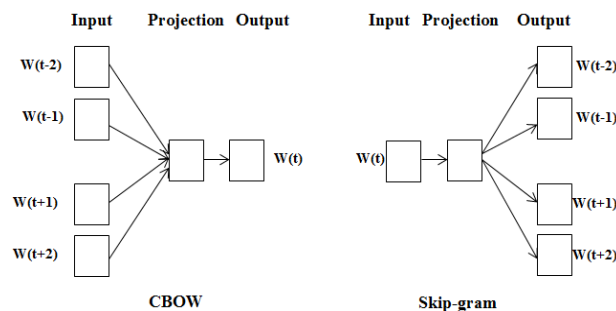 Input Projection Output
W(t-2)
W(t-1)
W(t+1)
W(t+2)
W(t)
CBOW
Input Projection Output
W(t)
W(t-2)
W(t-1)
W(t+1)
W(t+2)
Skip-gram